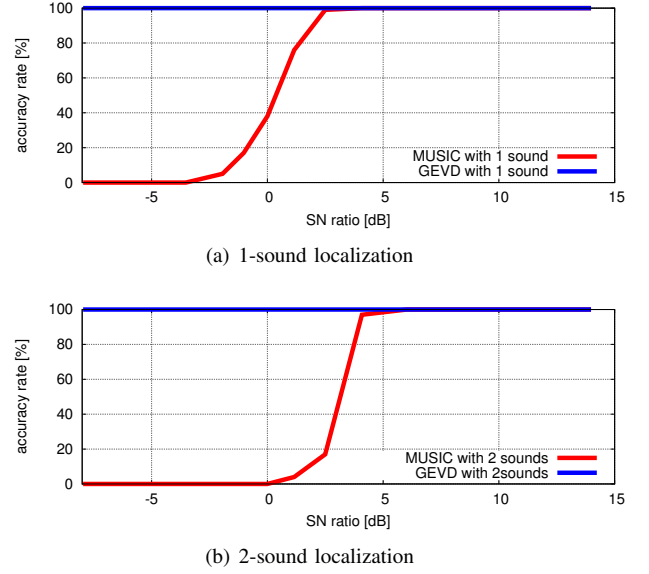 100
80
60
40
20
0
accuracy rate [%]
MUSIC with 1 sound
GEVD with 1 sound
-5 0 5 10 15
SN ratio [dB]
(a) 1-sound localization
100
80
60
40
20
0
accuracy rate [%]
MUSIC with 2 sounds
GEVD with 2sounds
-5 0 5 10 15
SN ratio [dB]
(b) 2-sound localization